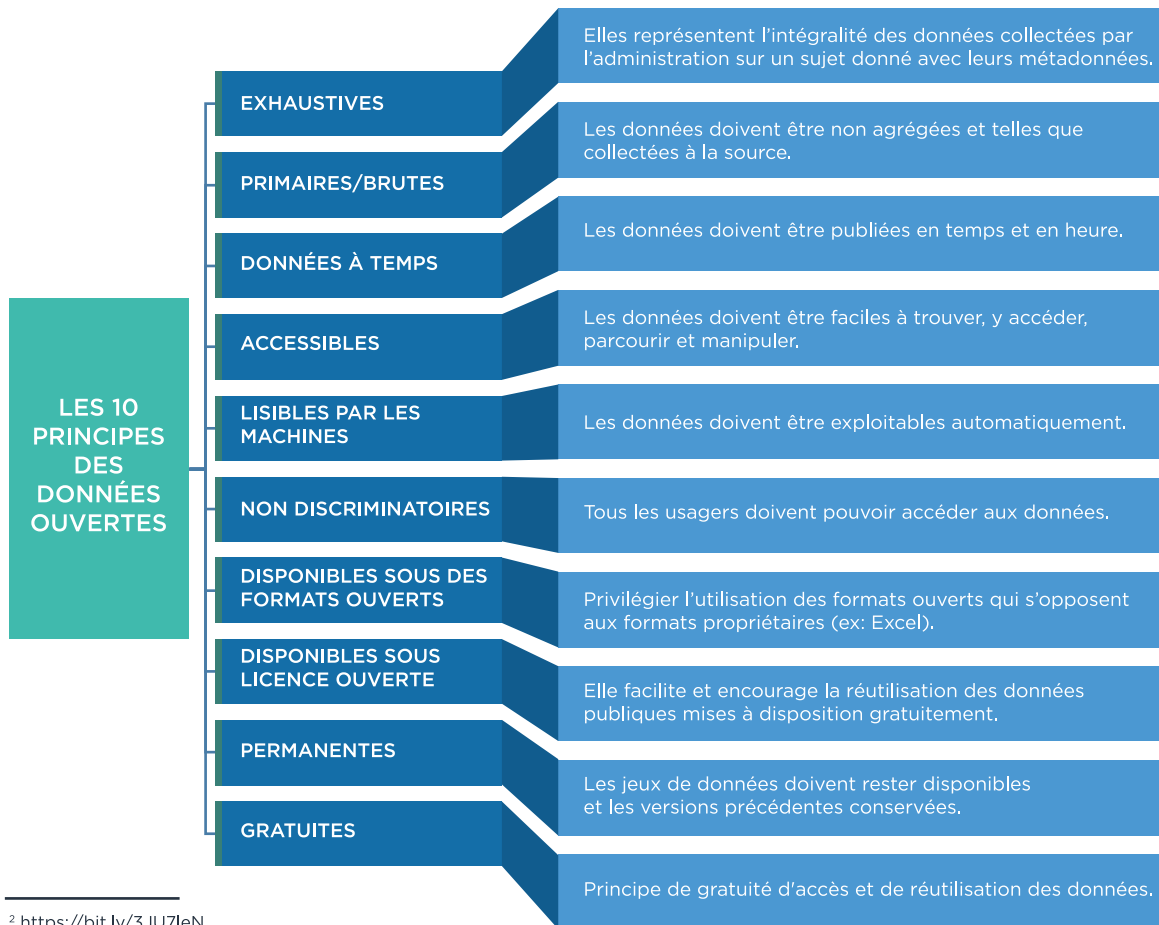 LES 10
PRINCIPES
DES
DONNÉES
OUVERTES
EXHAUSTIVES
Elles représentent l'intégralité des données collectées par
l'administration sur un sujet donné avec leurs métadonnées.
PRIMAIRES/BRUTES
Les données doivent être non agrégées et telles que
collectées à la source.
DONNÉES À TEMPS
Les données doivent être publiées en temps et en heure.
ACCESSIBLES
Les données doivent être faciles à trouver, y accéder,
parcourir et manipuler.
LISIBLES PAR LES
MACHINES
Les données doivent être exploitables automatiquement.
NON DISCRIMINATOIRES
Tous les usagers doivent pouvoir accéder aux données.
DISPONIBLES SOUS DES
FORMATS OUVERTS
Privilégier l'utilisation des formats ouverts qui s'opposent
aux formats propriétaires (ex: Excel).
DISPONIBLES SOUS
LICENCE OUVERTE
Elle facilite et encourage la réutilisation des données
publiques mises à disposition gratuitement.
PERMANENTES
Les jeux de données doivent rester disponibles
et les versions précédentes conservées.
GRATUITES
Principe de gratuité d'accès et de réutilisation des données.
²